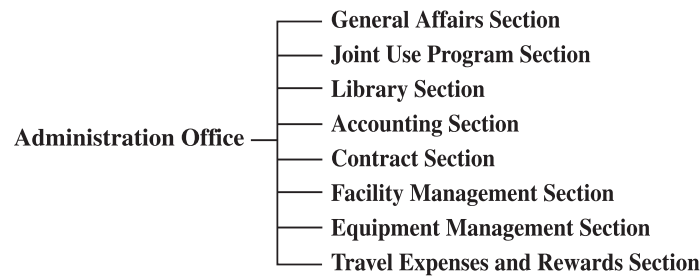 General Affairs Section
Joint Use Program Section
Library Section
Administration Office
Accounting Section
Contract Section
Facility Management Section
Equipment Management Section
Travel Expenses and Rewards Section